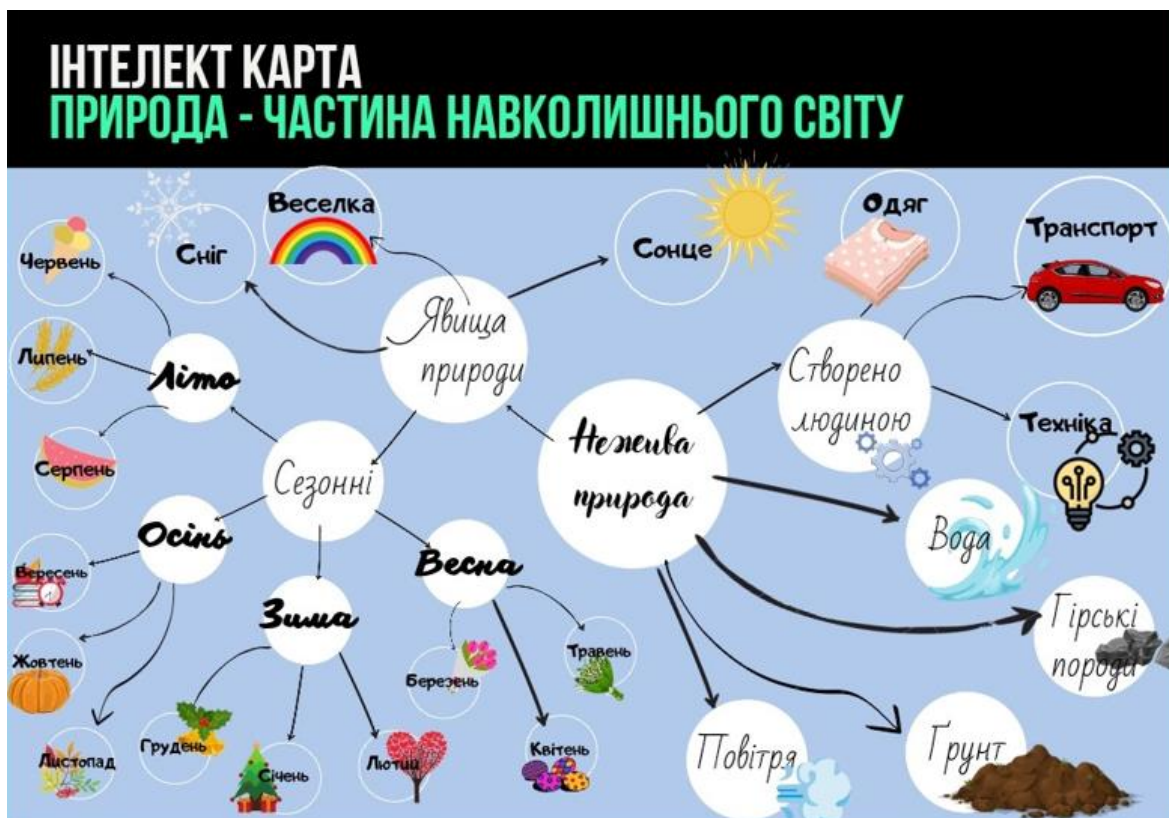 ІНТЕЛЕКТ КАРТА
ПРИРОДА - ЧАСТИНА НАВКОЛИШНЬОГО СВІТУ
Веселка
Сніг
Червень
Липень
Серпень
Літо
Явища
природи
Сонце
Одяг
Транспорт
Створено
людиною
Техніка
Нежива
природа
Сезонні
Осінь
Вересень
Жовтень
Листопад
Зима
Грудень
Січень
Лютий
Весна
Березень
Травень
Квітень
Вода
Гірські
породи
Повітря
Ґрунт